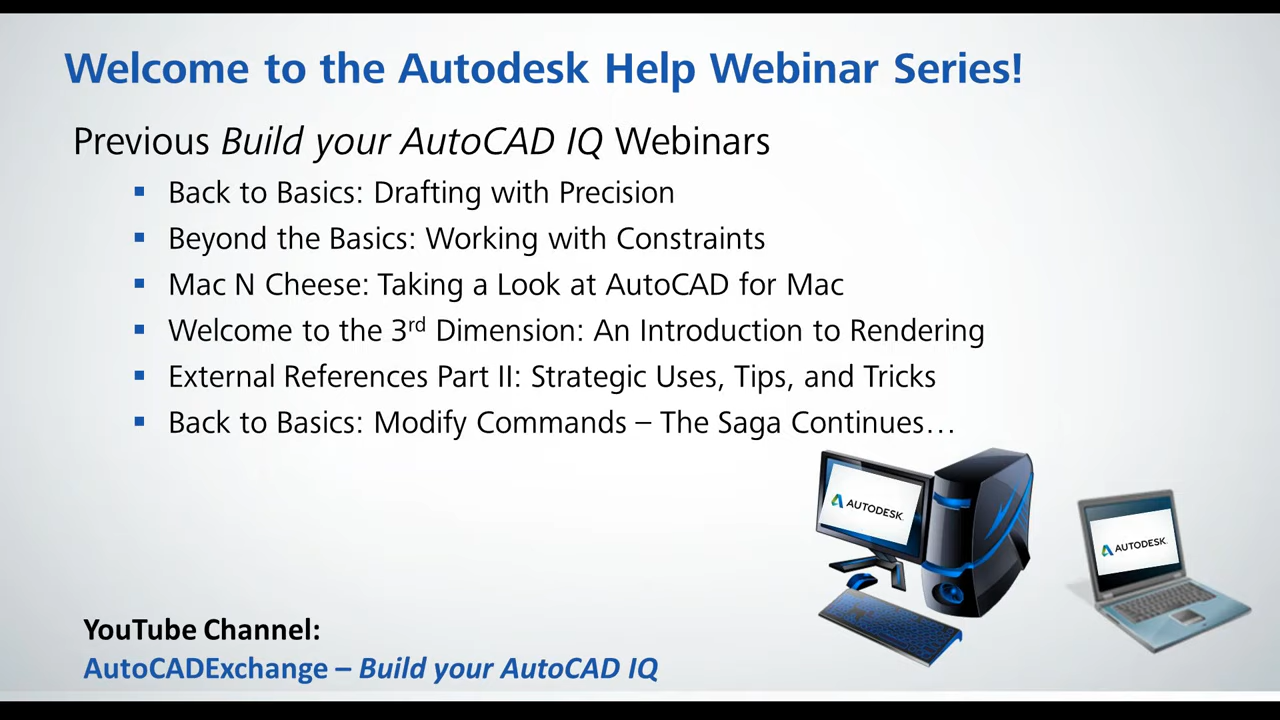 Welcome to the Autodesk Help Webinar Series!
Previous Build your AutoCAD IQ Webinars
▪ Back to Basics: Drafting with Precision
▪ Beyond the Basics: Working with Constraints
▪ Mac N Cheese: Taking a Look at AutoCAD for Mac
▪ Welcome to the 3rd Dimension: An Introduction to Rendering
▪ External References Part II: Strategic Uses, Tips, and Tricks
▪ Back to Basics: Modify Commands – The Saga Continues…
AUTODESK.
AUTODESK.
YouTube Channel:
AutoCADExchange – Build your AutoCAD IQ